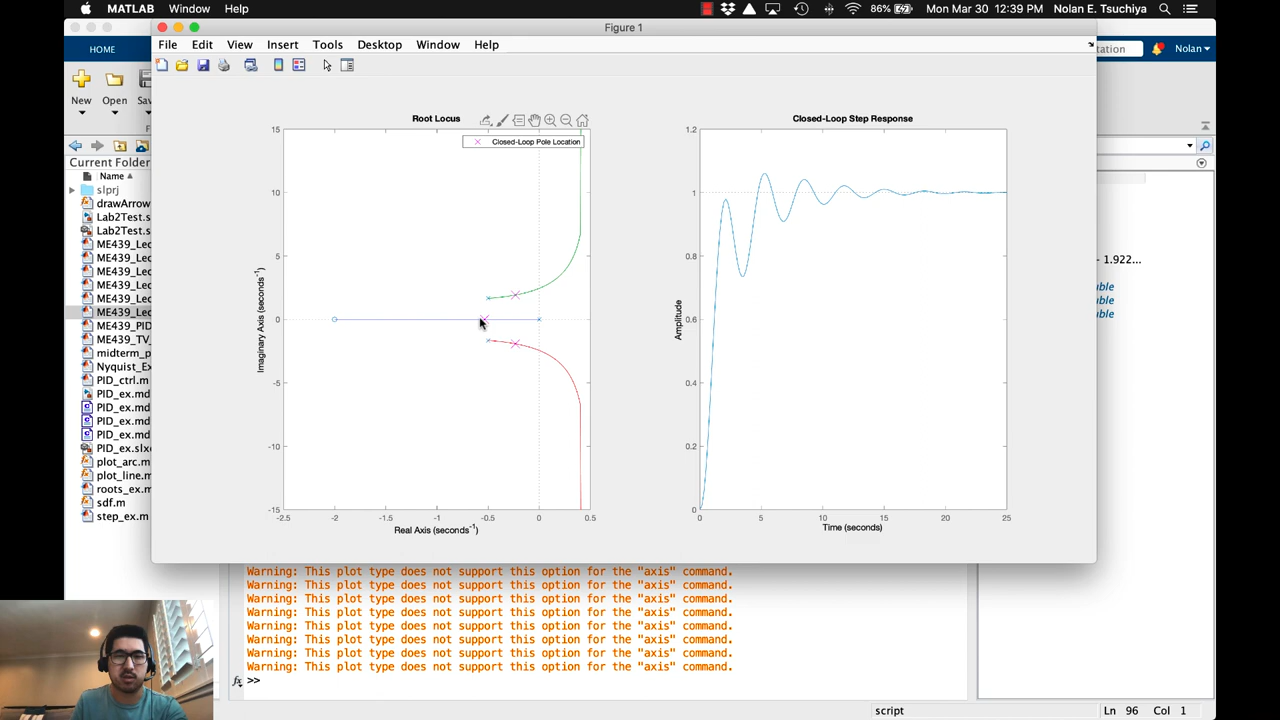 MATLAB Window Help 86% Mon Mar 30 12:39 PM Nolan E. Tsuchiya
Figure 1
File Edit View Insert Tools Desktop Window Help
HOME
tation Nolan
New Open Sav
Current Folder
Name
slprj
drawArrow
Lab2Test.s
Lab2Test.s
ME439_Lec
ME439_Lec
ME439_Lec
ME439_Lec
ME439_Lec
ME439_Lec
ME439_PID
ME439_TV_
midterm_p
Nyquist_Ex
PID_ctrl.m
PID_ex.md
PID_ex.md
PID_ex.md
PID_ex.md
PID_ex.slx
plot_arc.m
plot_line.m
roots_ex.m
sdf.m
step_ex.m
Root Locus
Closed-Loop Pole Location
15
10
5
0
-5
-10
-15
Imaginary Axis (seconds⁻¹)
-2.5 -2 -1.5 -1 -0.5 0 0.5
Real Axis (seconds⁻¹)
Closed-Loop Step Response
1.2
1
0.8
0.6
0.4
0.2
0
Amplitude
0 5 10 15 20 25
Time (seconds)
- 1.922...
uble
uble
uble
Warning: This plot type does not support this option for the "axis" command.
Warning: This plot type does not support this option for the "axis" command.
Warning: This plot type does not support this option for the "axis" command.
Warning: This plot type does not support this option for the "axis" command.
Warning: This plot type does not support this option for the "axis" command.
Warning: This plot type does not support this option for the "axis" command.
Warning: This plot type does not support this option for the "axis" command.
Warning: This plot type does not support this option for the "axis" command.
fx >>
script Ln 96 Col 1